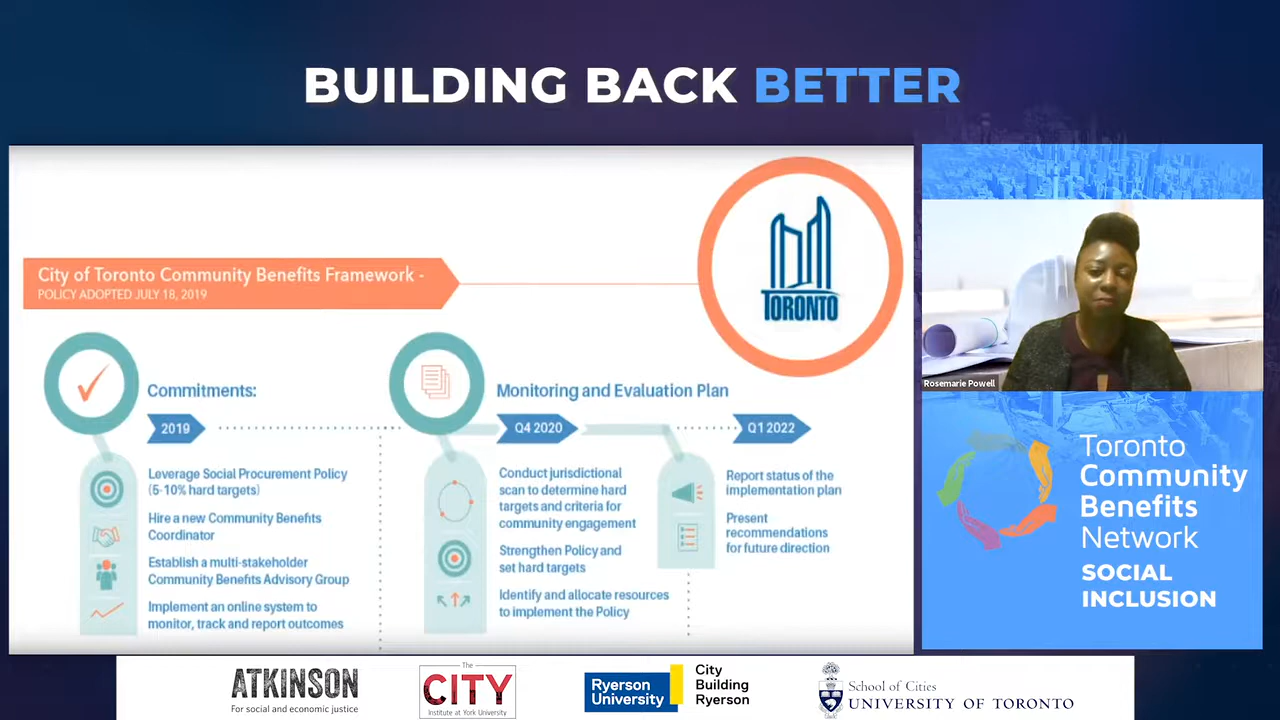 BUILDING BACK BETTER
City of Toronto Community Benefits Framework -
POLICY ADOPTED JULY 18, 2019
TORONTO
Commitments:
2019
Leverage Social Procurement Policy
(5-10% hard targets)
Hire a new Community Benefits
Coordinator
Establish a multi-stakeholder
Community Benefits Advisory Group
Implement an online system to
monitor, track and report outcomes
Monitoring and Evaluation Plan
Q4 2020
Conduct jurisdictional
scan to determine hard
targets and criteria for
community engagement
Strengthen Policy and
set hard targets
Identify and allocate resources
to implement the Policy
Q1 2022
Report status of the
implementation plan
Present
recommendations
for future direction
Rosemarie Powell
Toronto
Community
Benefits
Network
SOCIAL
INCLUSION
ATKINSON
For social and economic justice
The
CITY
Institute at York University
Ryerson
University
City
Building
Ryerson
School of Cities
UNIVERSITY OF TORONTO